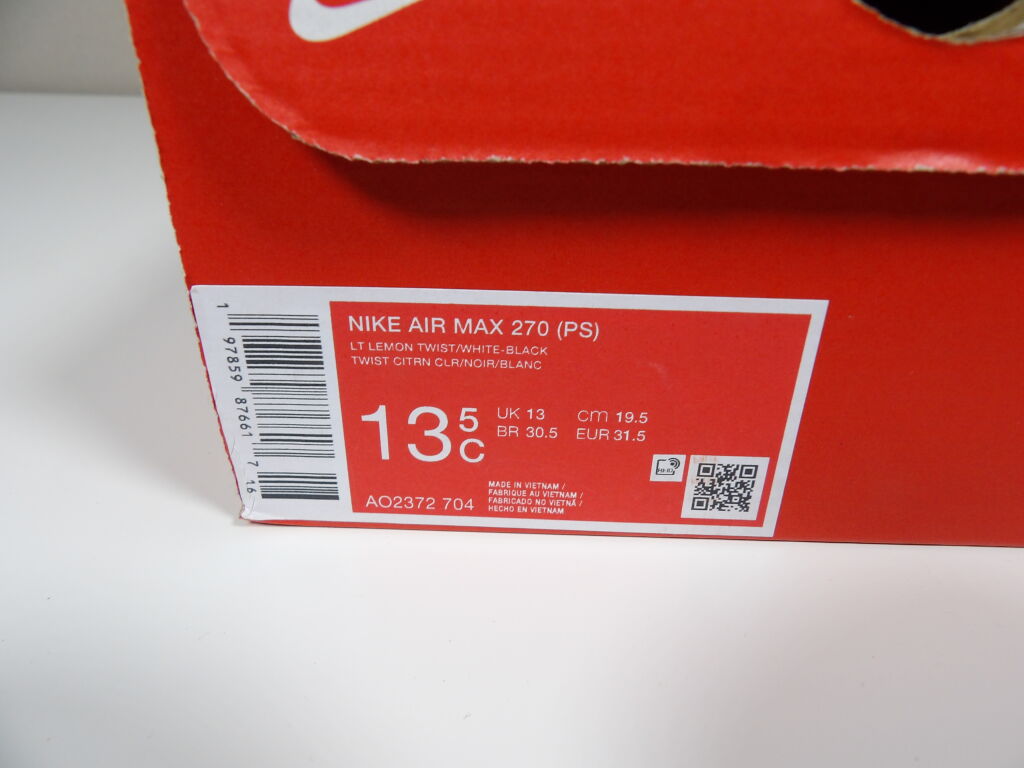 NIKE AIR MAX 270 (PS)
LT LEMON TWIST/WHITE-BLACK
TWIST CITRN CLR/NOIR/BLANC
13 5 C
UK 13 cm 19.5
BR 30.5 EUR 31.5
AO2372 704
MADE IN VIETNAM /
FABRIQUE AU VIETNAM /
FABRICADO NO VIETNÃ /
HECHO EN VIETNAM
RFID
1 97859 87661 7 16